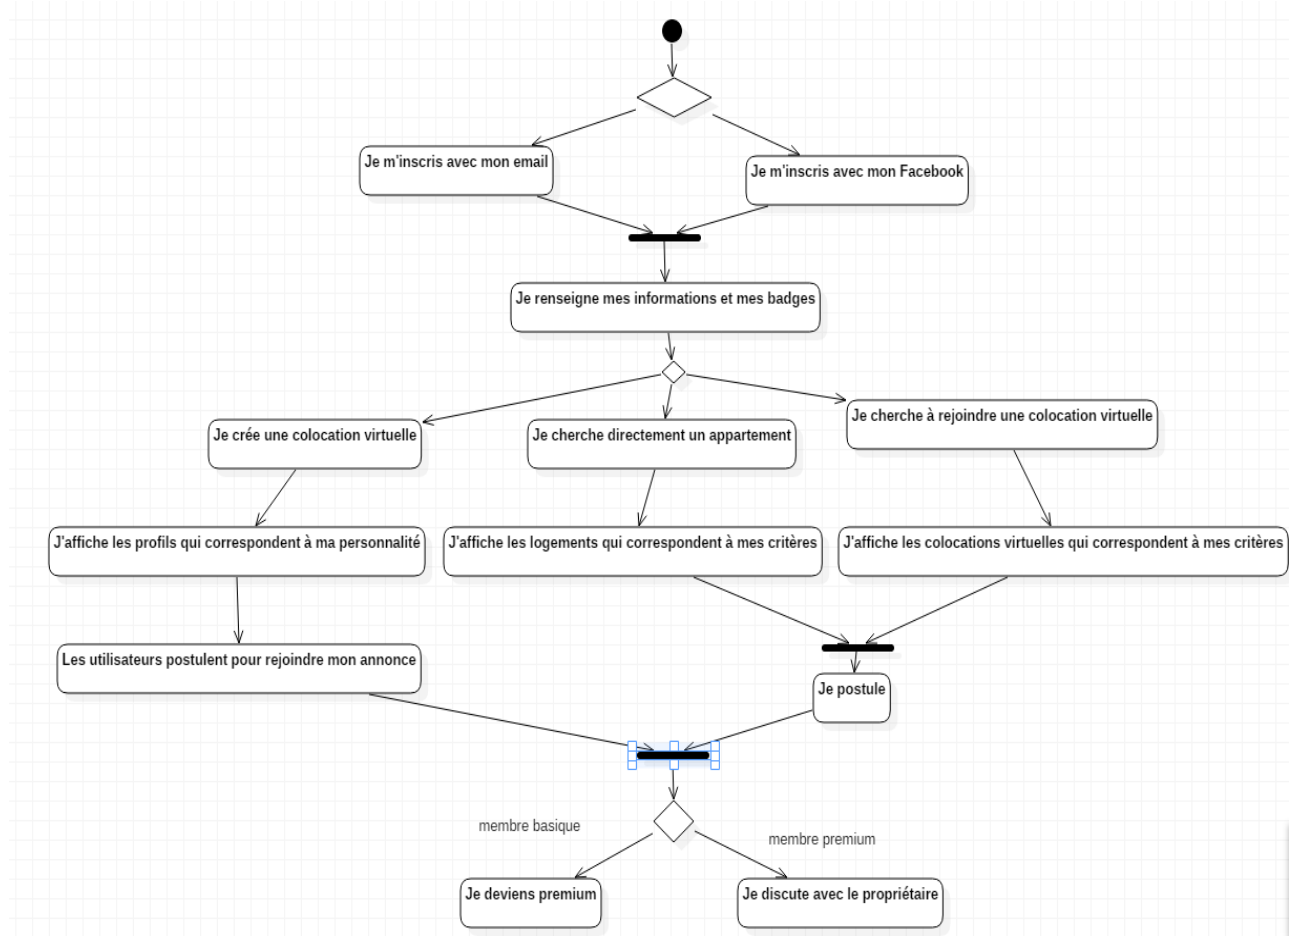 Je m'inscris avec mon email
Je m'inscris avec mon Facebook
Je renseigne mes informations et mes badges
Je crée une colocation virtuelle
Je cherche directement un appartement
Je cherche à rejoindre une colocation virtuelle
J'affiche les profils qui correspondent à ma personnalité
J'affiche les logements qui correspondent à mes critères
J'affiche les colocations virtuelles qui correspondent à mes critères
Les utilisateurs postulent pour rejoindre mon annonce
Je postule
membre basique
membre premium
Je deviens premium
Je discute avec le propriétaire